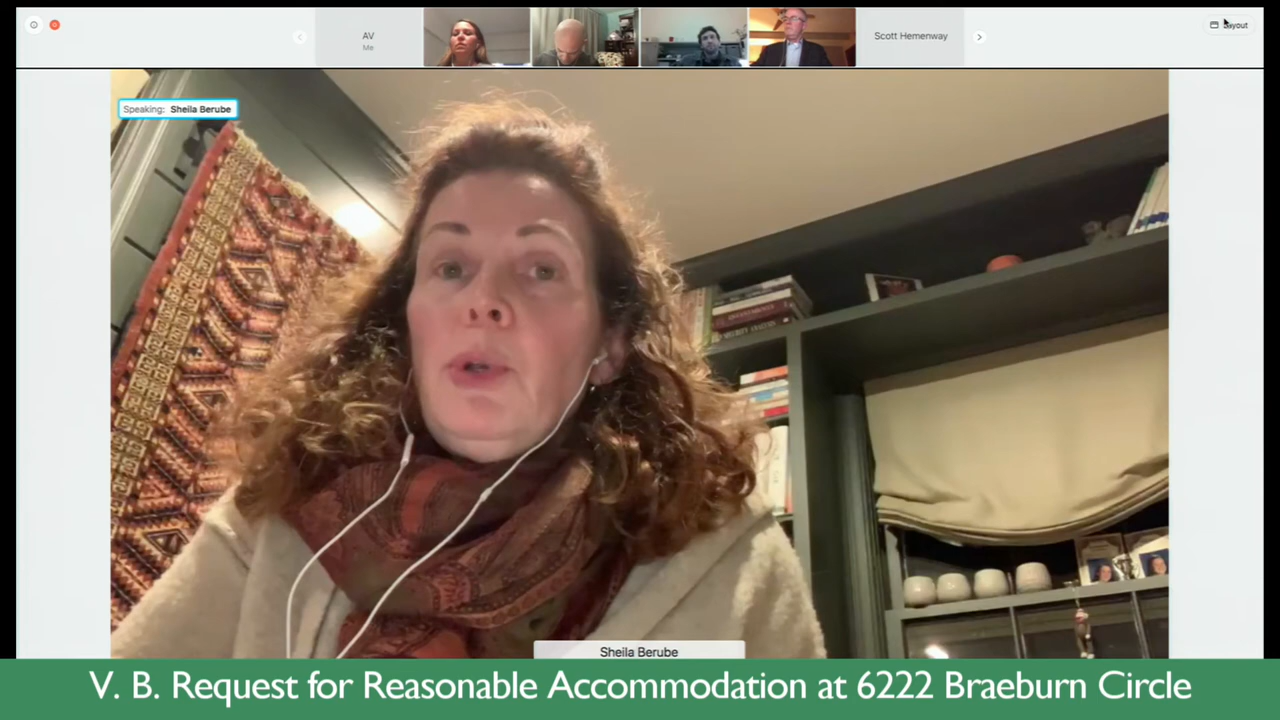 AV
Me
Scott Hemenway
Layout
Speaking: Sheila Berube
Sheila Berube
V. B. Request for Reasonable Accommodation at 6222 Braeburn Circle